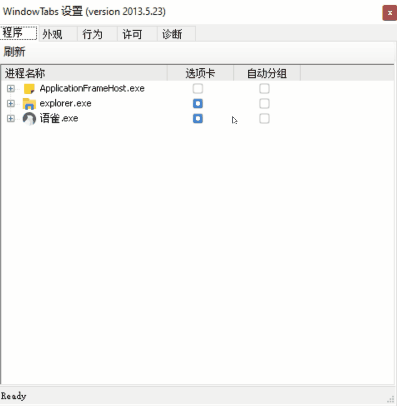 WindowTabs 设置 (version 2013.5.23)
程序 外观 行为 许可 诊断
刷新
进程名称 选项卡 自动分组
ApplicationFrameHost.exe
explorer.exe
语雀.exe
Ready